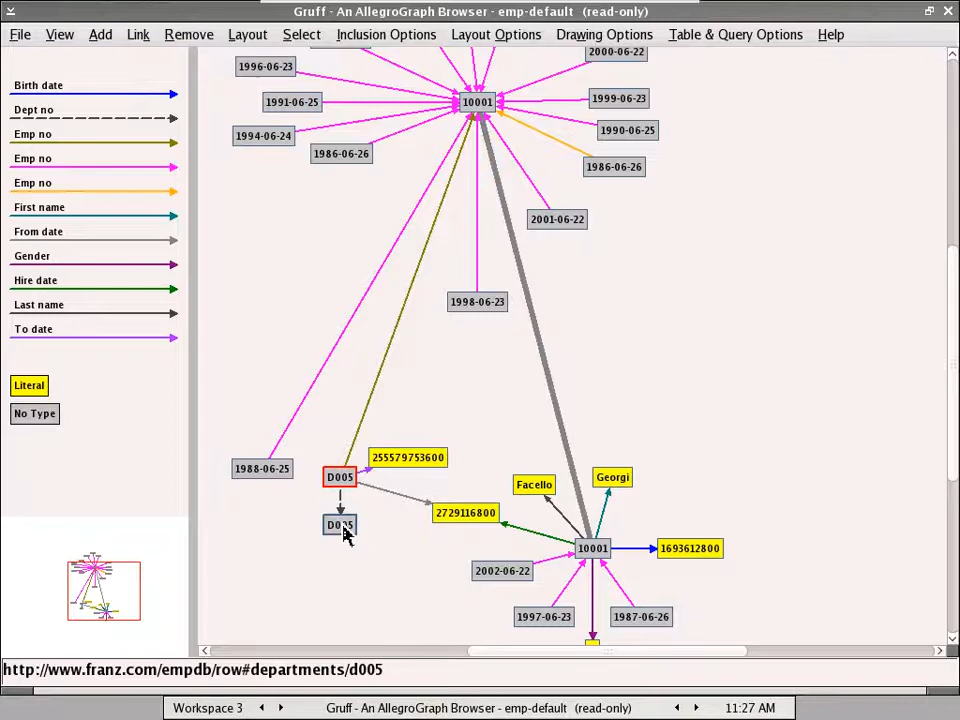 Gruff - An AllegroGraph Browser - emp-default (read-only)
File View Add Link Remove Layout Select Inclusion Options Layout Options Drawing Options Table & Query Options Help
Birth date
Dept no
Emp no
Emp no
Emp no
First name
From date
Gender
Hire date
Last name
To date
Literal
No Type
2000-06-22
1996-06-23
1991-06-25
10001
1999-06-23
1994-06-24
1990-06-25
1986-06-26
1986-06-26
2001-06-22
1998-06-23
1988-06-25
D005
255579753600
D005
2729116800
Facello
Georgi
10001
1693612800
2002-06-22
1997-06-23
1987-06-26
http://www.franz.com/empdb/row#departments/d005
Workspace 3
Gruff - An AllegroGraph Browser - emp-default (read-only)
11:27 AM